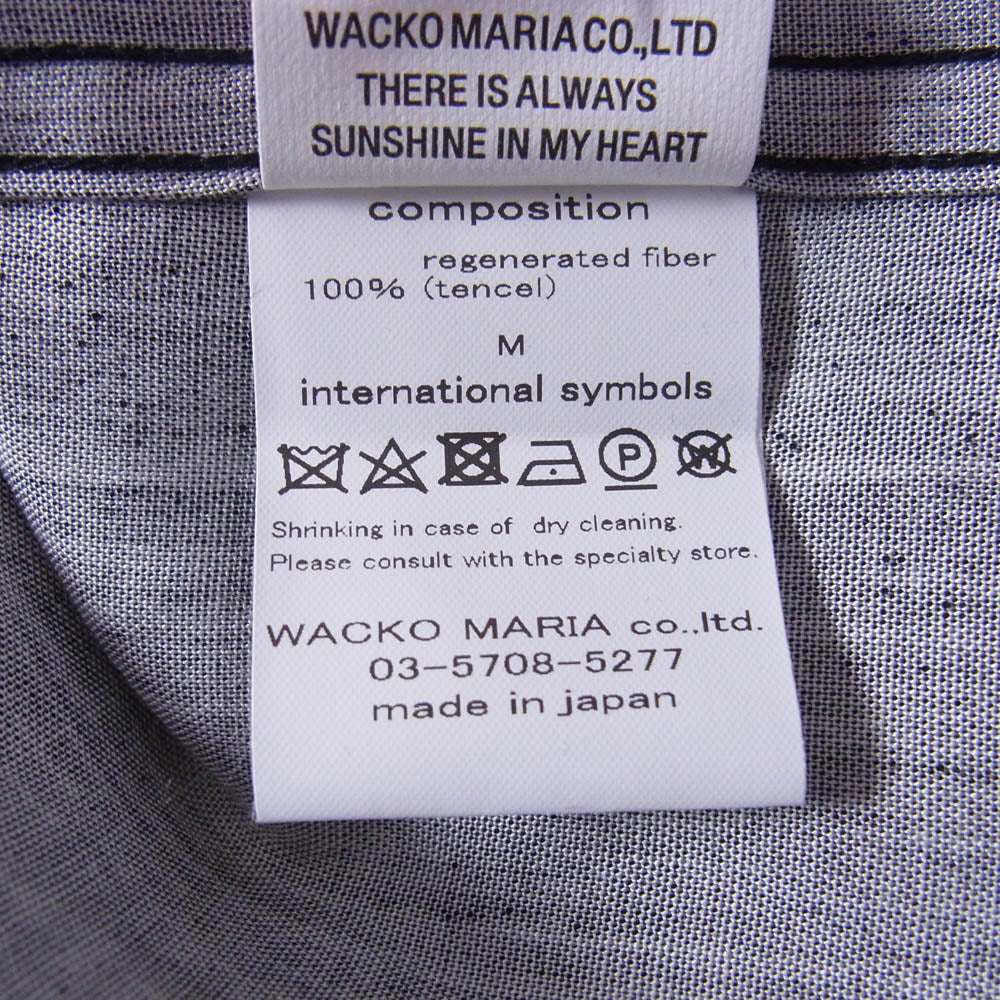 WACKO MARIA CO.,LTD
THERE IS ALWAYS
SUNSHINE IN MY HEART
composition
regenerated fiber
100% (tencel)
M
international symbols
P W
Shrinking in case of dry cleaning.
Please consult with the specialty store.
WACKO MARIA co.,ltd.
03-5708-5277
made in japan